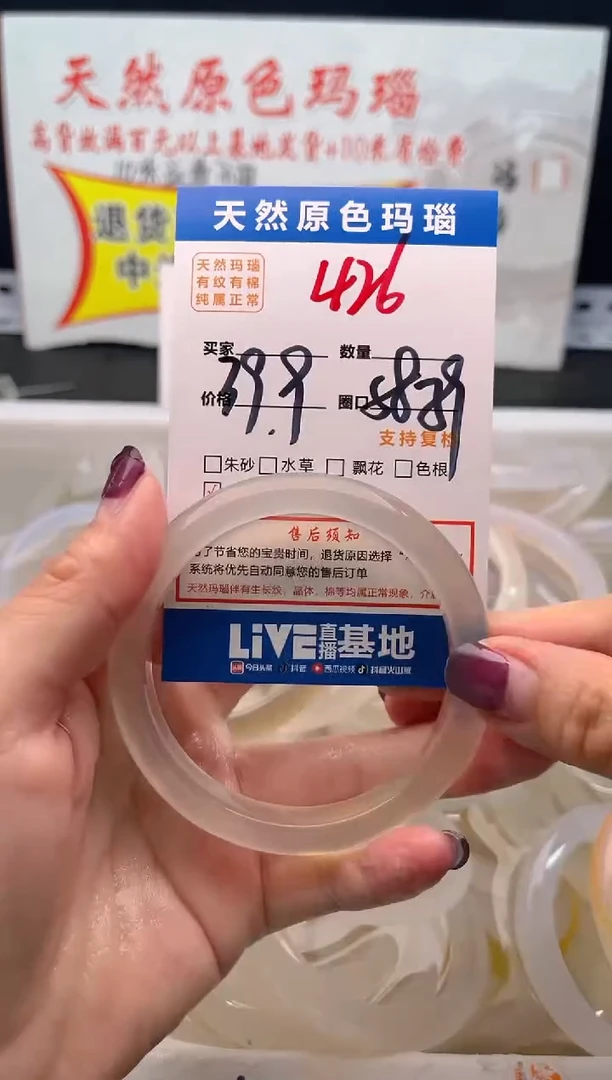 天然原色玛瑙
退货
天然原色玛瑙
天然玛瑙
有纹有棉
纯属正常
426
买家 数量
价格 79.9 圈口
支持复检
朱砂 水草 飘花 色根
售后须知
了节省您的宝贵时间，退货原因选择“
系统将优先自动同意您的售后订单
天然玛瑙伴有生长纹、晶体、棉等均属正常现象，介
LiVE直播基地
今日头条 抖音 西瓜视频 抖音火山版